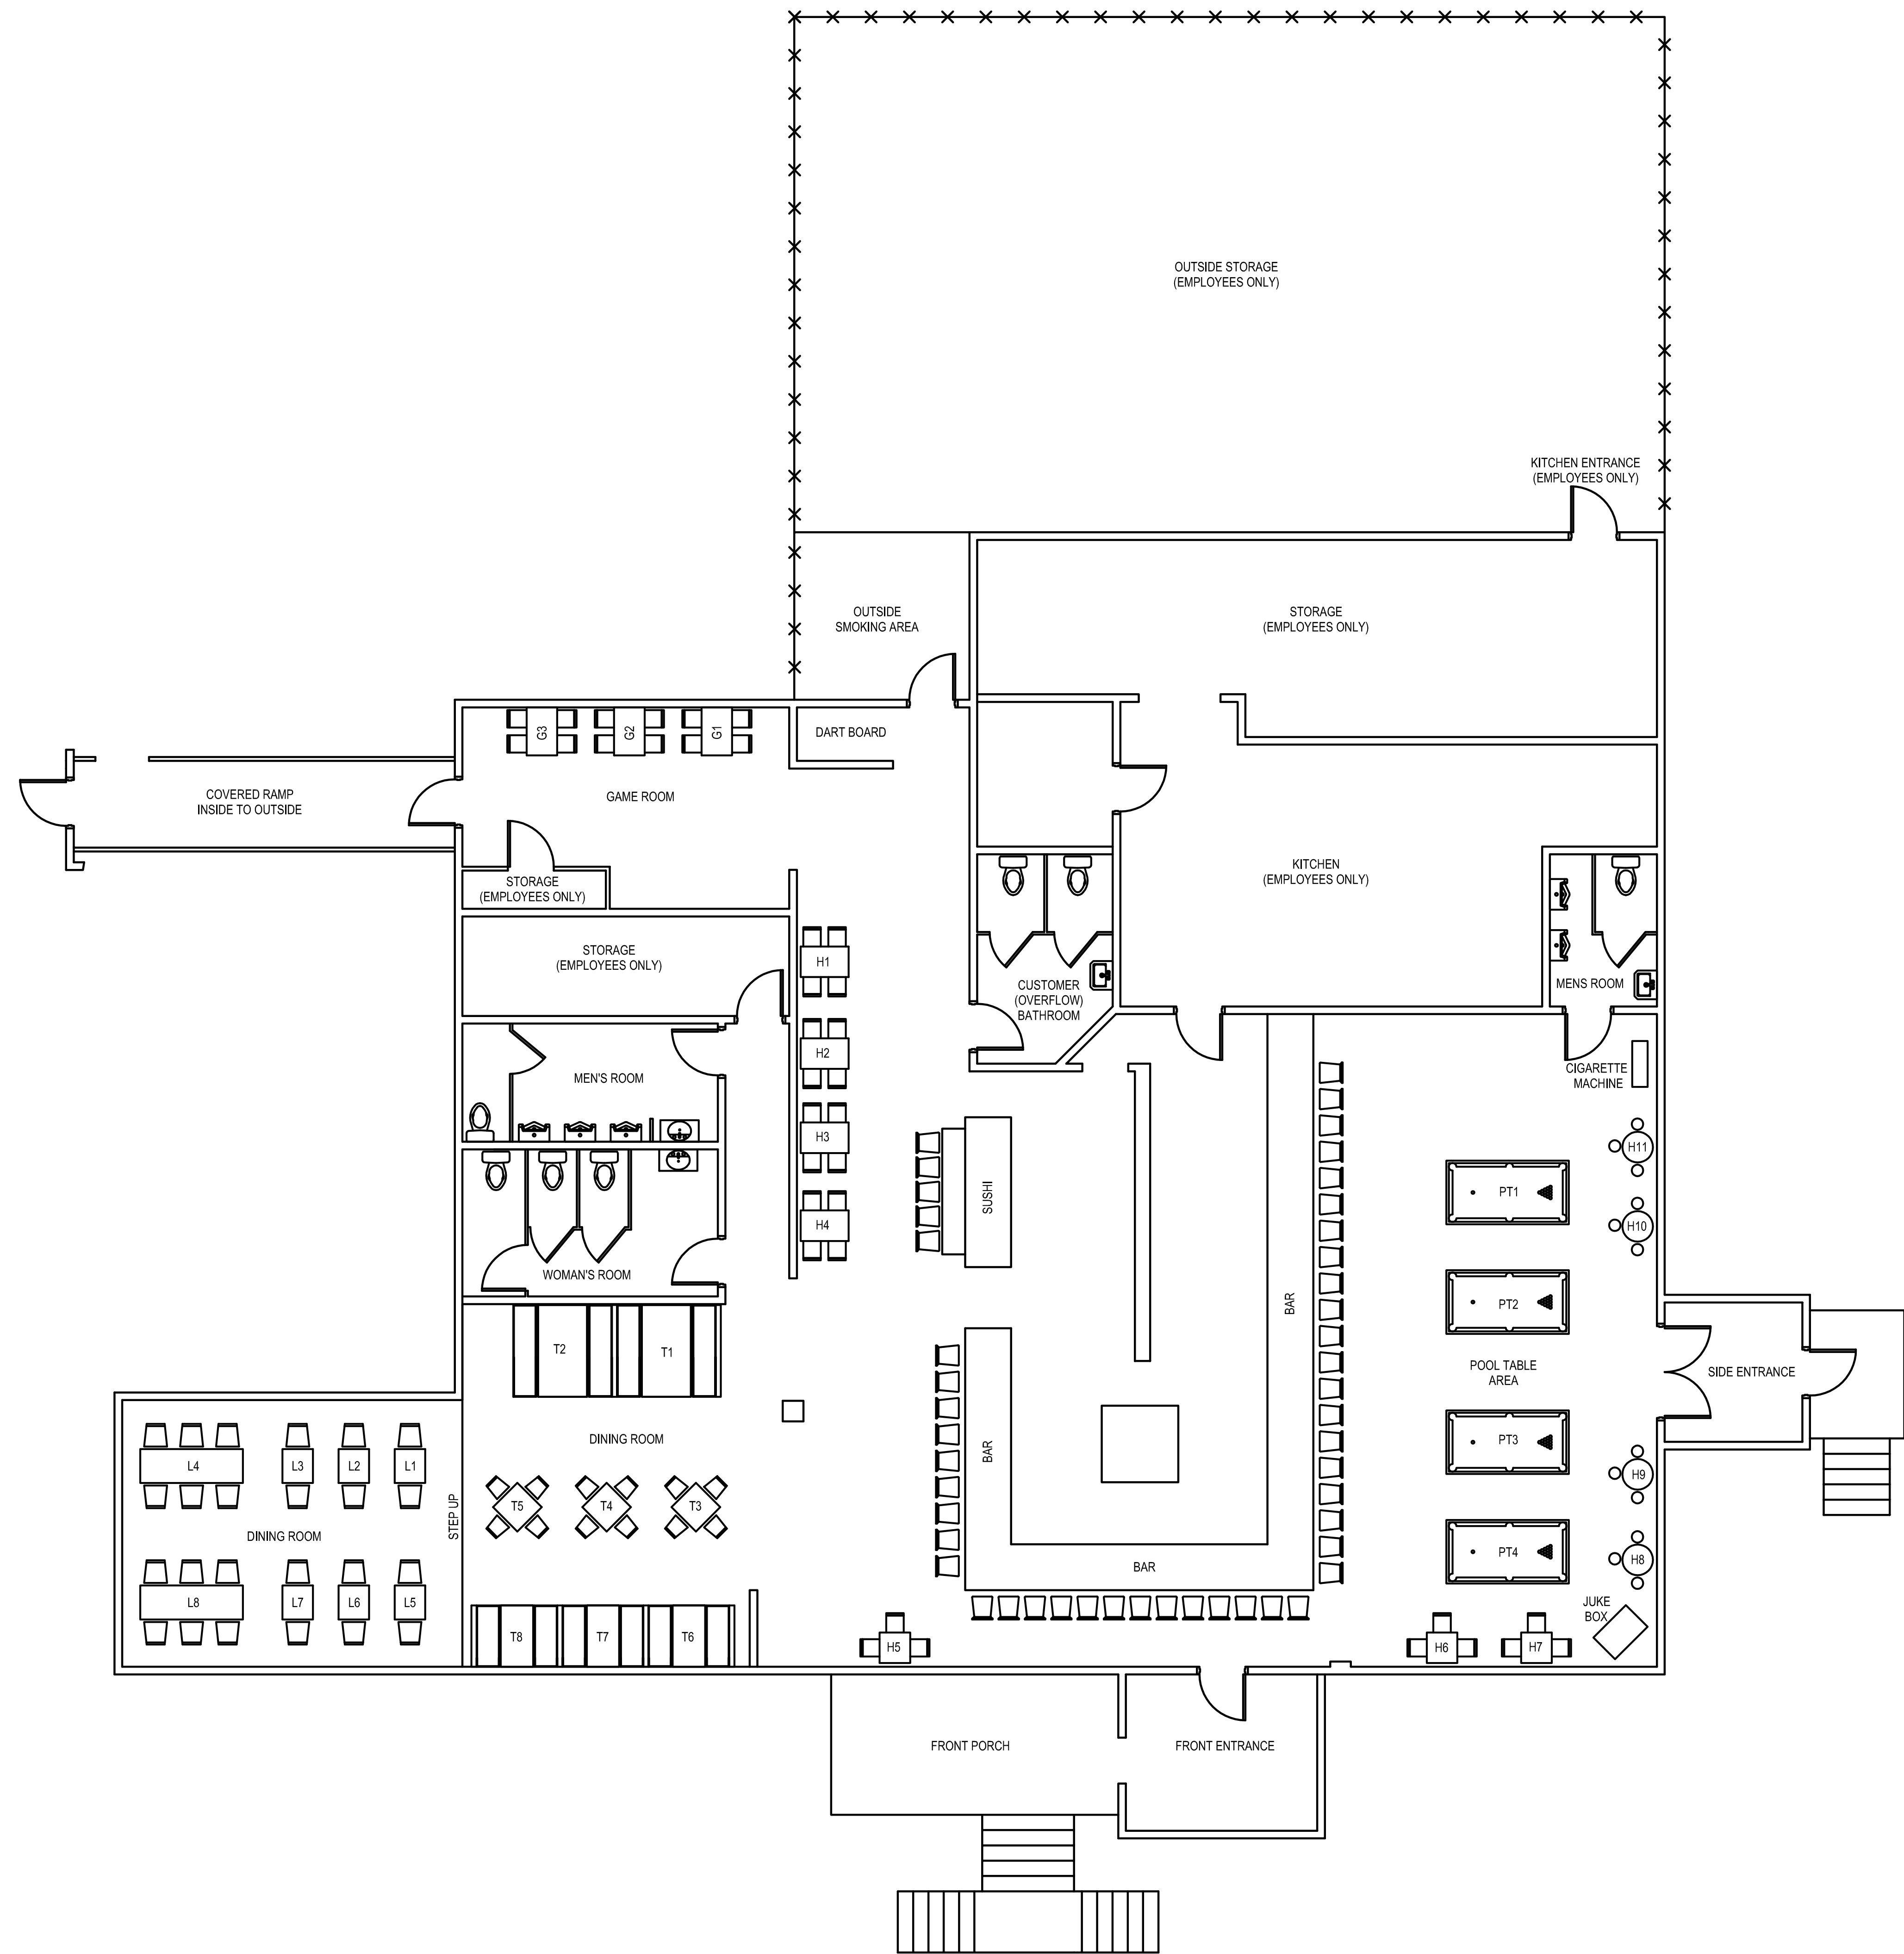 OUTSIDE STORAGE
(EMPLOYEES ONLY)
KITCHEN ENTRANCE
(EMPLOYEES ONLY)
OUTSIDE
SMOKING AREA
STORAGE
(EMPLOYEES ONLY)
G3
G2
G1
DART BOARD
COVERED RAMP
INSIDE TO OUTSIDE
GAME ROOM
STORAGE
(EMPLOYEES ONLY)
KITCHEN
(EMPLOYEES ONLY)
STORAGE
(EMPLOYEES ONLY)
H1
CUSTOMER
(OVERFLOW)
BATHROOM
MENS ROOM
H2
MEN'S ROOM
CIGARETTE
MACHINE
H3
H11
SUSHI
PT1
H4
H10
WOMAN'S ROOM
BAR
PT2
T2
T1
POOL TABLE
AREA
SIDE ENTRANCE
DINING ROOM
BAR
PT3
L4
L3
L2
L1
H9
T5
T4
T3
STEP UP
DINING ROOM
BAR
PT4
H8
L8
L7
L6
L5
JUKE
BOX
T8
T7
T6
H5
H6
H7
FRONT PORCH
FRONT ENTRANCE